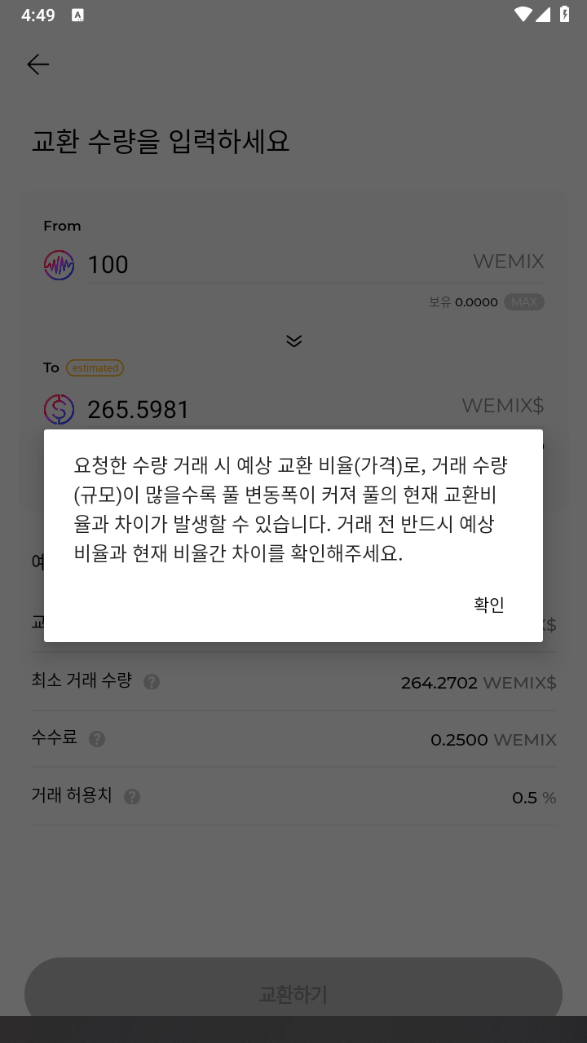 4:49
A
교환 수량을 입력하세요
From
100 WEMIX
보유 0.0000 MAX
To estimated
265.5981 WEMIX$
요청한 수량 거래 시 예상 교환 비율(가격)로, 거래 수량
(규모)이 많을수록 풀 변동폭이 커져 풀의 현재 교환비
율과 차이가 발생할 수 있습니다. 거래 전 반드시 예상
비율과 현재 비율간 차이를 확인해주세요.
확인
최소 거래 수량 ? 264.2702 WEMIX$
수수료 ? 0.2500 WEMIX
거래 허용치 ? 0.5 %
교환하기